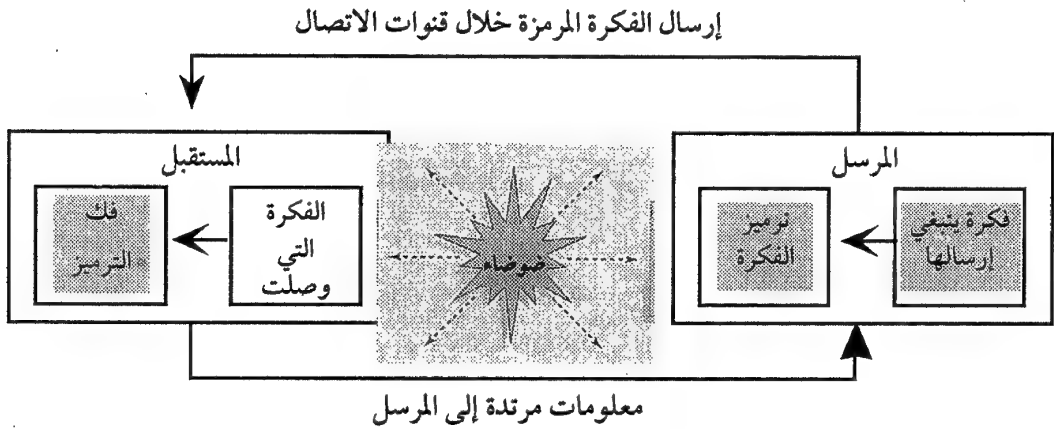 إرسال الفكرة المرمزة خلال قنوات الاتصال
المرسل
فكرة ينبغي
إرسالها
ترميز
الفكرة
ضوضاء
المستقبل
الفكرة
التي
وصلت
فك
الترميز
معلومات مرتدة إلى المرسل